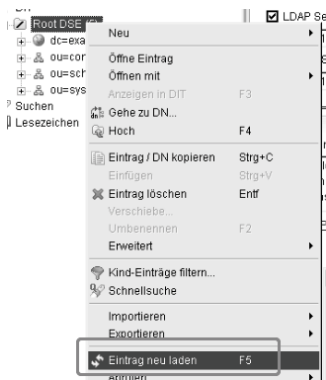 DIT
Root DSE
dc=exa
ou=cor
ou=sch
ou=sys
Suchen
Lesezeichen
LDAP Se
Neu
Öffne Eintrag
Öffnen mit
Anzeigen in DIT F3
Gehe zu DN...
Hoch F4
Eintrag / DN kopieren Strg+C
Einfügen Strg+V
Eintrag löschen Entf
Verschiebe...
Umbenennen F2
Erweitert
Kind-Einträge filtern...
Schnellsuche
Importieren
Exportieren
Eintrag neu laden F5